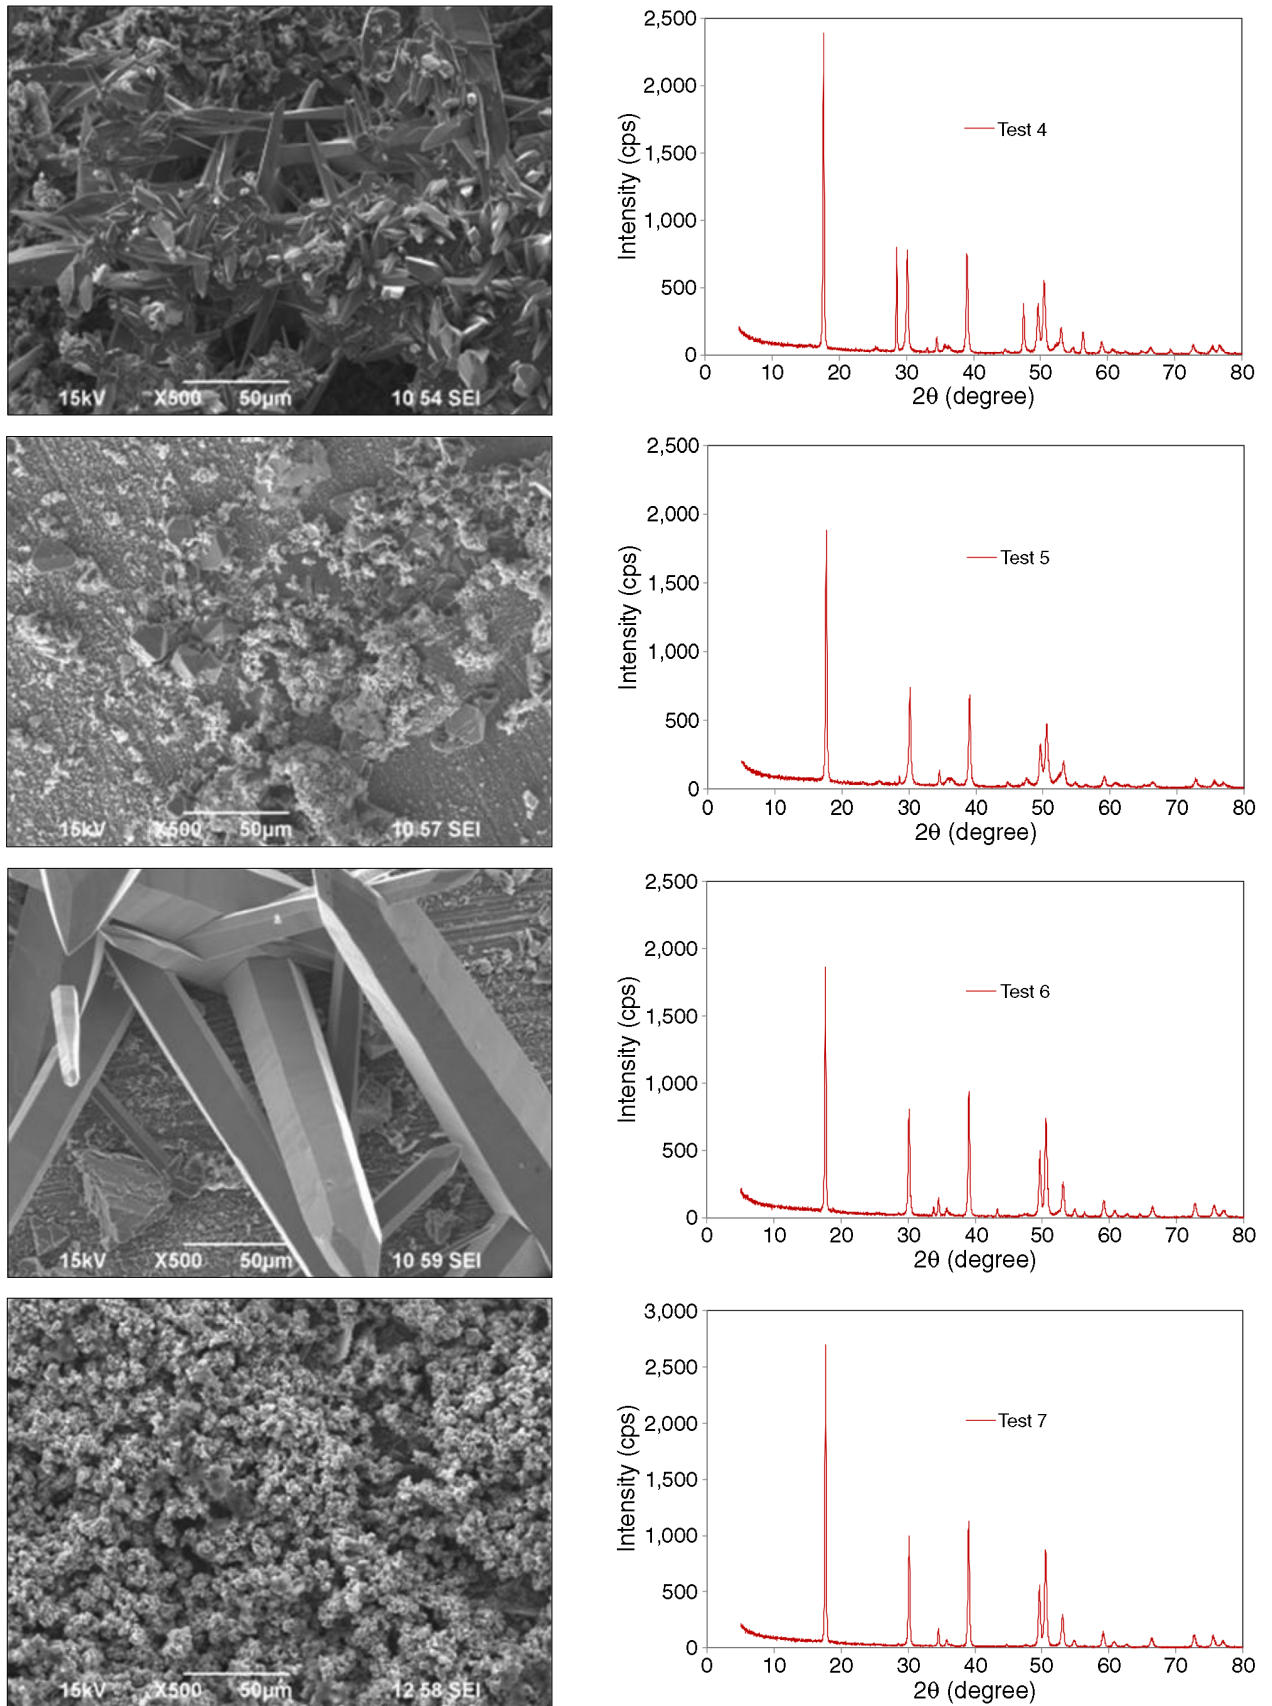 15kV X500 50µm 10 54 SEI
2,500
2,000
1,500
1,000
500
0
Intensity (cps)
Test 4
0 10 20 30 40 50 60 70 80
2θ (degree)
15kV X500 50µm 10 57 SEI
2,500
2,000
1,500
1,000
500
0
Intensity (cps)
Test 5
0 10 20 30 40 50 60 70 80
2θ (degree)
15kV X500 50µm 10 59 SEI
2,500
2,000
1,500
1,000
500
0
Intensity (cps)
Test 6
0 10 20 30 40 50 60 70 80
2θ (degree)
15kV X500 50µm 12 58 SEI
3,000
2,500
2,000
1,500
1,000
500
0
Intensity (cps)
Test 7
0 10 20 30 40 50 60 70 80
2θ (degree)